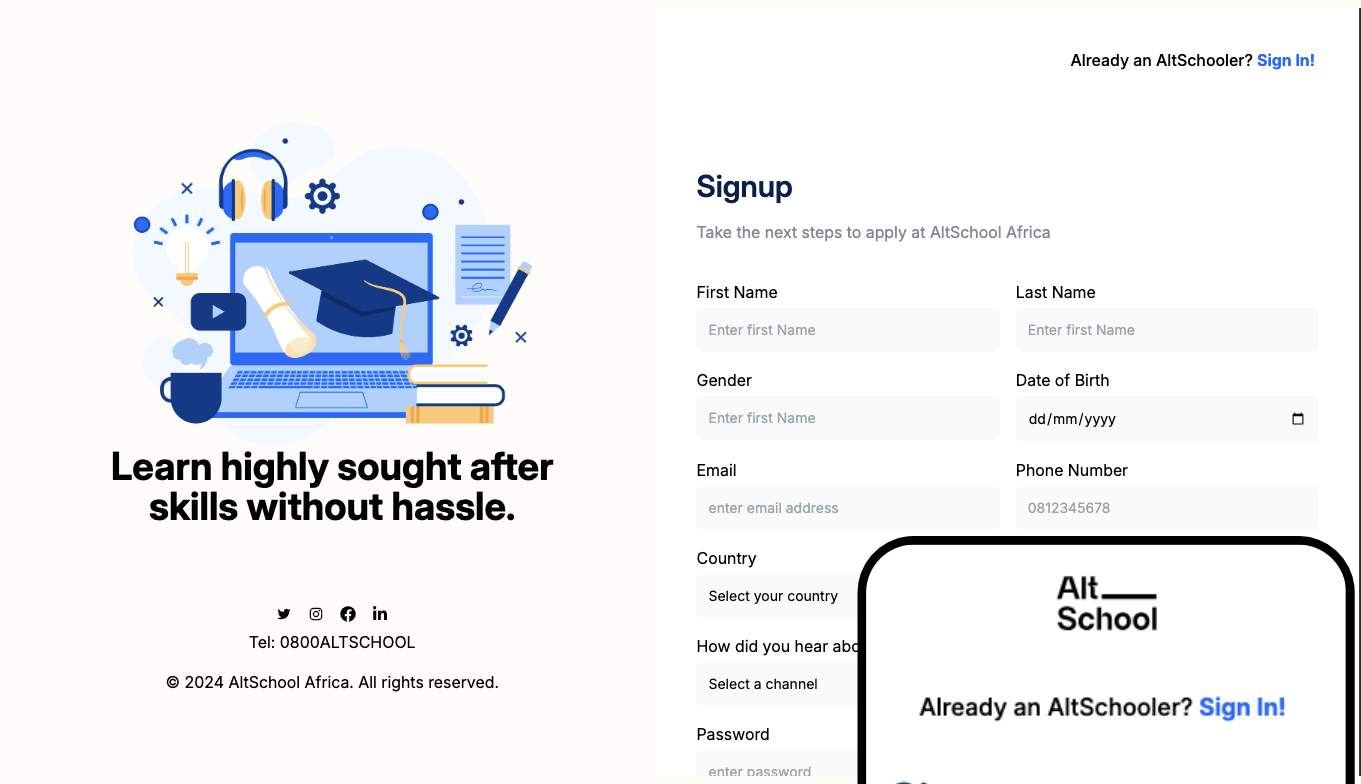 Already an AltSchooler? Sign In!
Signup
Take the next steps to apply at AltSchool Africa
First Name
Last Name
Enter first Name
Enter first Name
Gender
Date of Birth
Enter first Name
dd/mm/yyyy
Email
Phone Number
enter email address
0812345678
Country
Select your country
How did you hear abo
Select a channel
Password
enter password
Learn highly sought after
skills without hassle.
Tel: 0800ALTSCHOOL
© 2024 AltSchool Africa. All rights reserved.
Alt
School
Already an AltSchooler? Sign In!